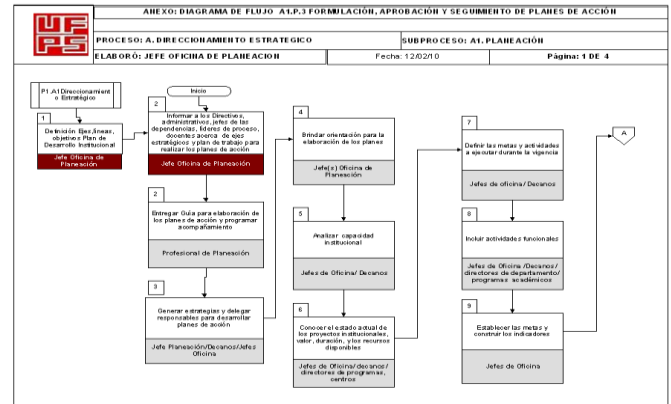 ANEXO: DIAGRAMA DE FLUJO A1.P.3 FORMULACIÓN, APROBACIÓN Y SEGUIMIENTO DE PLANES DE ACCIÓN
UFPS
PROCESO: A. DIRECCIONAMIENTO ESTRATEGICO
SUBPROCESO: A1. PLANEACIÓN
ELABORÓ: JEFE OFICINA DE PLANEACION
Fecha: 12/02/10
Página: 1 DE 4
P1.A1 Direccionamient
o Estratégico
1
Definición Ejes, líneas,
objetivos Plan de
Desarrollo Institucional
Jefe Oficina de
Planeación
Inicio
2
Informar a los Directivos,
administrativos, jefes de las
dependencias, lideres de proceso,
docentes acerca de ejes
estratégicos y plan de trabajo para
realizar los planes de acción
Jefe Oficina de Planeación
2
Entregar Guía para elaboración de
los planes de acción y programar
acompañamiento
Profesional de Planeación
3
Generar estrategias y delegar
responsables para desarrollar
planes de acción
Jefe Planeación/Decanos/Jefes
Oficina
4
Brindar orientación para la
elaboración de los planes
Jefe(s) Oficina de
Planeación
5
Analizar capacidad
institucional
Jefes de Oficina/ Decanos
6
Conocer el estado actual de
los proyectos institucionales,
valor, duración, y los recursos
disponibles
Jefes de Oficina/decanos/
directores de programas,
centros
7
Definir las metas y actividades
a ejecutar durante la vigencia
Jefes de oficina/ Decanos
8
Incluir actividades funcionales
Jefes de Oficina /Decanos/
directores de departamento/
programas académicos
9
Establecer las metas y
construir los indicadores
Jefes de Oficina
A